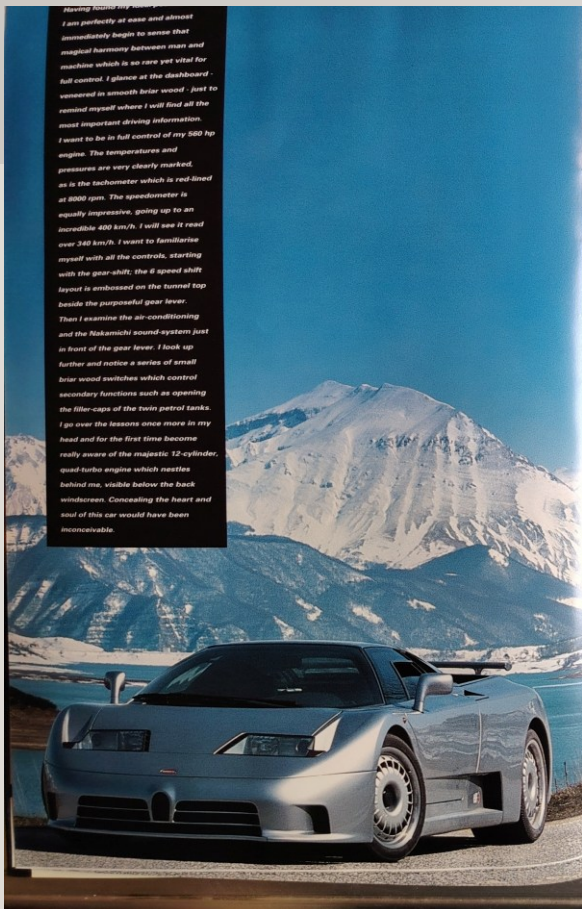 Having found my
I am perfectly at ease and almost
immediately begin to sense that
magical harmony between man and
machine which is so rare yet vital for
full control. I glance at the dashboard -
veneered in smooth briar wood - just to
remind myself where I will find all the
most important driving information.
I want to be in full control of my 560 hp
engine. The temperatures and
pressures are very clearly marked,
as is the tachometer which is red-lined
at 8000 rpm. The speedometer is
equally impressive, going up to an
incredible 400 km/h. I will see it read
over 340 km/h. I want to familiarise
myself with all the controls, starting
with the gear-shift; the 6 speed shift
layout is embossed on the tunnel top
beside the purposeful gear lever.
Then I examine the air-conditioning
and the Nakamichi sound-system just
in front of the gear lever. I look up
further and notice a series of small
briar wood switches which control
secondary functions such as opening
the filler-caps of the twin petrol tanks.
I go over the lessons once more in my
head and for the first time become
really aware of the majestic 12-cylinder,
quad-turbo engine which nestles
behind me, visible below the back
windscreen. Concealing the heart and
soul of this car would have been
inconceivable.